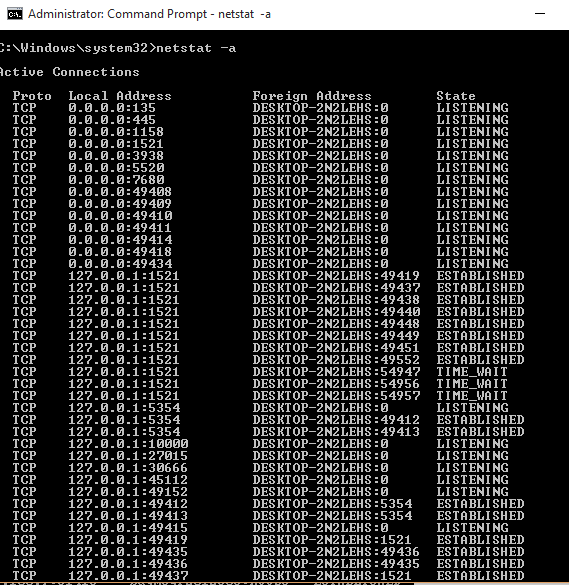 Administrator: Command Prompt - netstat -a
C:\Windows\system32>netstat -a
Active Connections
Proto Local Address Foreign Address State
TCP 0.0.0.0:135 DESKTOP-2N2LEHS:0 LISTENING
TCP 0.0.0.0:445 DESKTOP-2N2LEHS:0 LISTENING
TCP 0.0.0.0:1158 DESKTOP-2N2LEHS:0 LISTENING
TCP 0.0.0.0:1521 DESKTOP-2N2LEHS:0 LISTENING
TCP 0.0.0.0:3938 DESKTOP-2N2LEHS:0 LISTENING
TCP 0.0.0.0:5520 DESKTOP-2N2LEHS:0 LISTENING
TCP 0.0.0.0:7680 DESKTOP-2N2LEHS:0 LISTENING
TCP 0.0.0.0:49408 DESKTOP-2N2LEHS:0 LISTENING
TCP 0.0.0.0:49409 DESKTOP-2N2LEHS:0 LISTENING
TCP 0.0.0.0:49410 DESKTOP-2N2LEHS:0 LISTENING
TCP 0.0.0.0:49411 DESKTOP-2N2LEHS:0 LISTENING
TCP 0.0.0.0:49414 DESKTOP-2N2LEHS:0 LISTENING
TCP 0.0.0.0:49418 DESKTOP-2N2LEHS:0 LISTENING
TCP 0.0.0.0:49434 DESKTOP-2N2LEHS:0 LISTENING
TCP 127.0.0.1:1521 DESKTOP-2N2LEHS:49419 ESTABLISHED
TCP 127.0.0.1:1521 DESKTOP-2N2LEHS:49437 ESTABLISHED
TCP 127.0.0.1:1521 DESKTOP-2N2LEHS:49438 ESTABLISHED
TCP 127.0.0.1:1521 DESKTOP-2N2LEHS:49440 ESTABLISHED
TCP 127.0.0.1:1521 DESKTOP-2N2LEHS:49448 ESTABLISHED
TCP 127.0.0.1:1521 DESKTOP-2N2LEHS:49449 ESTABLISHED
TCP 127.0.0.1:1521 DESKTOP-2N2LEHS:49451 ESTABLISHED
TCP 127.0.0.1:1521 DESKTOP-2N2LEHS:49552 ESTABLISHED
TCP 127.0.0.1:1521 DESKTOP-2N2LEHS:54947 TIME_WAIT
TCP 127.0.0.1:1521 DESKTOP-2N2LEHS:54956 TIME_WAIT
TCP 127.0.0.1:1521 DESKTOP-2N2LEHS:54957 TIME_WAIT
TCP 127.0.0.1:5354 DESKTOP-2N2LEHS:0 LISTENING
TCP 127.0.0.1:5354 DESKTOP-2N2LEHS:49412 ESTABLISHED
TCP 127.0.0.1:5354 DESKTOP-2N2LEHS:49413 ESTABLISHED
TCP 127.0.0.1:10000 DESKTOP-2N2LEHS:0 LISTENING
TCP 127.0.0.1:27015 DESKTOP-2N2LEHS:0 LISTENING
TCP 127.0.0.1:30666 DESKTOP-2N2LEHS:0 LISTENING
TCP 127.0.0.1:45112 DESKTOP-2N2LEHS:0 LISTENING
TCP 127.0.0.1:49152 DESKTOP-2N2LEHS:0 LISTENING
TCP 127.0.0.1:49412 DESKTOP-2N2LEHS:5354 ESTABLISHED
TCP 127.0.0.1:49413 DESKTOP-2N2LEHS:5354 ESTABLISHED
TCP 127.0.0.1:49415 DESKTOP-2N2LEHS:0 LISTENING
TCP 127.0.0.1:49419 DESKTOP-2N2LEHS:1521 ESTABLISHED
TCP 127.0.0.1:49435 DESKTOP-2N2LEHS:49436 ESTABLISHED
TCP 127.0.0.1:49436 DESKTOP-2N2LEHS:49435 ESTABLISHED
TCP 127.0.0.1:49437 DESKTOP-2N2LEHS:1521 ESTABLISHED